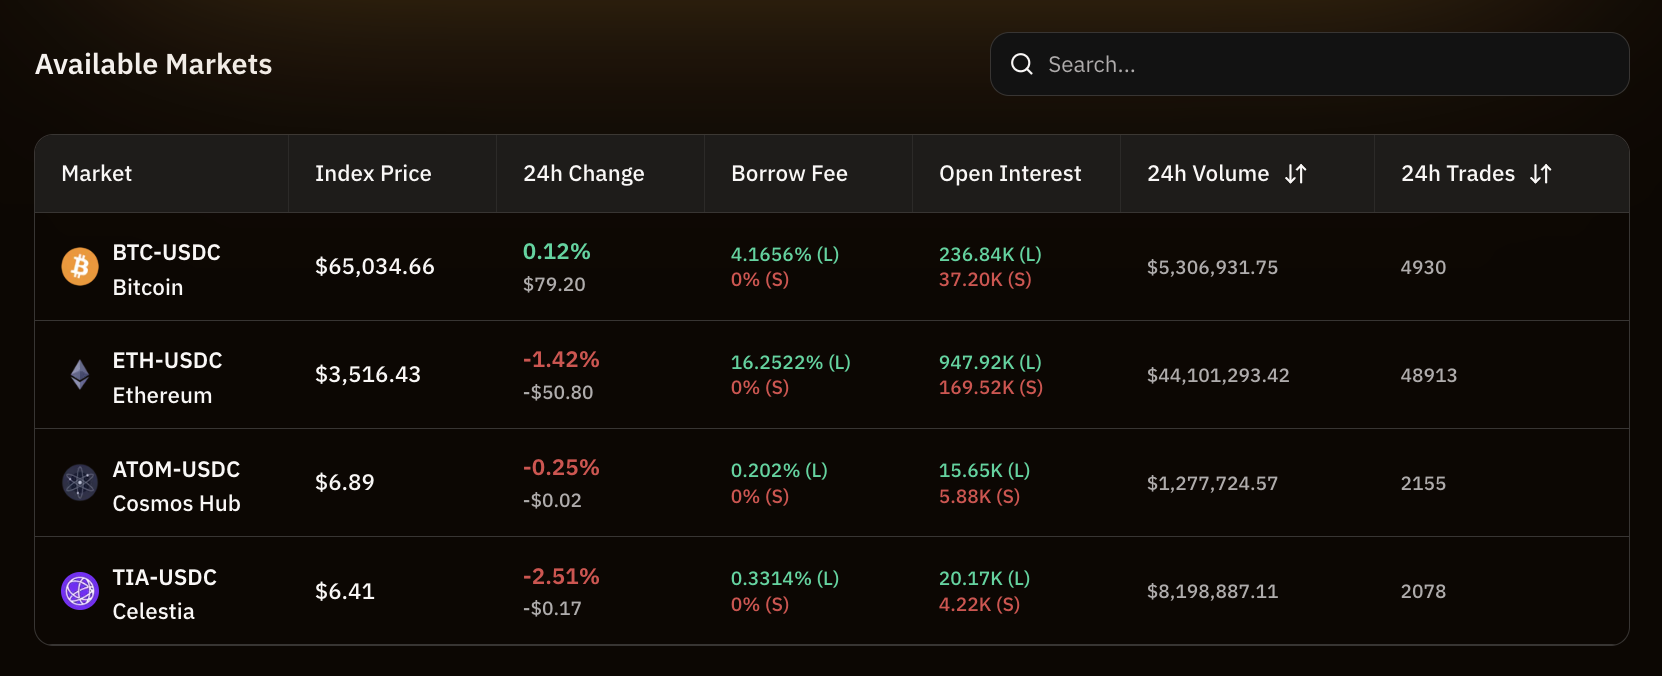 Available Markets
Search...
Market Index Price 24h Change Borrow Fee Open Interest 24h Volume 24h Trades
BTC-USDC
Bitcoin
$65,034.66
0.12%
$79.20
4.1656% (L)
0% (S)
236.84K (L)
37.20K (S)
$5,306,931.75
4930
ETH-USDC
Ethereum
$3,516.43
-1.42%
-$50.80
16.2522% (L)
0% (S)
947.92K (L)
169.52K (S)
$44,101,293.42
48913
ATOM-USDC
Cosmos Hub
$6.89
-0.25%
-$0.02
0.202% (L)
0% (S)
15.65K (L)
5.88K (S)
$1,277,724.57
2155
TIA-USDC
Celestia
$6.41
-2.51%
-$0.17
0.3314% (L)
0% (S)
20.17K (L)
4.22K (S)
$8,198,887.11
2078